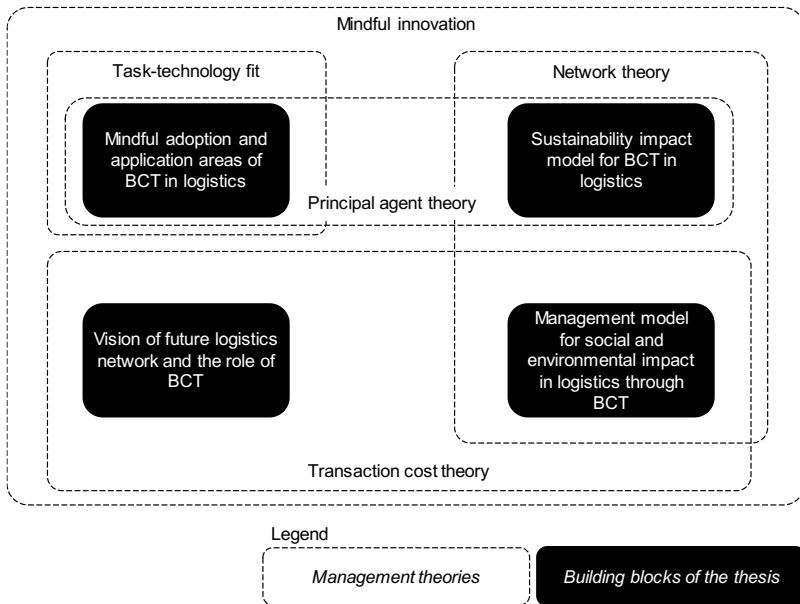 Mindful innovation
Task-technology fit
Network theory
Mindful adoption and
application areas of
BCT in logistics
Sustainability impact
model for BCT in
logistics
Principal agent theory
Vision of future logistics
network and the role of
BCT
Management model
for social and
environmental impact
in logistics through
BCT
Transaction cost theory
Legend
Management theories
Building blocks of the thesis